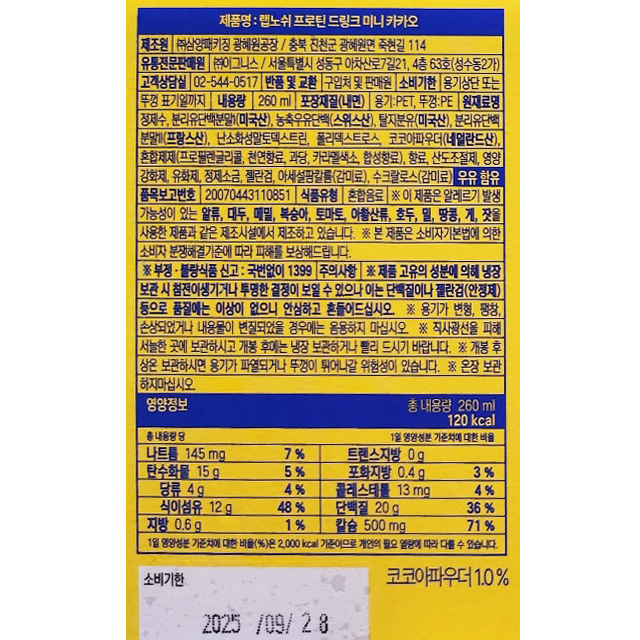 제품명 : 랩노쉬 프로틴 드링크 미니 카카오
제조원 ㈜삼양패키징 광혜원공장 / 충북 진천군 광혜원면 죽현길 114
유통전문판매원 ㈜이그니스 / 서울특별시 성동구 아차산로7길21, 4층 63호(성수동2가)
고객상담실 02-544-0517 반품 및 교환 구입처 및 판매원 소비기한 용기상단 또는
뚜껑 표기일까지 내용량 260 ml 포장재질(내면) 용기:PET, 뚜껑:PE 원재료명
정제수, 분리유단백분말(미국산), 농축우유단백(스위스산), 탈지분유(미국산), 분리유단백
분말II(프랑스산), 난소화성말토덱스트린, 폴리덱스트로스, 코코아파우더(네덜란드산),
혼합제제(프로필렌글리콜, 천연향료, 과당, 카라멜색소, 합성향료), 향료, 산도조절제, 영양
강화제, 유화제, 정제소금, 젤란검, 아세설팜칼륨(감미료), 수크랄로스(감미료) 우유 함유
품목보고번호 20070443110851 식품유형 혼합음료 ※ 이 제품은 알레르기 발생
가능성이 있는 알류, 대두, 메밀, 복숭아, 토마토, 아황산류, 호두, 밀, 땅콩, 게, 잣을
사용한 제품과 같은 제조시설에서 제조하고 있습니다. ※ 본 제품은 소비자기본법에 의한
소비자 분쟁해결기준에 따라 피해를 보상해드립니다.
※ 부정 · 불량식품 신고 : 국번없이 1399 주의사항 ※ 제품 고유의 성분에 의해 냉장
보관 시 침전이생기거나 투명한 결정이 보일 수 있으나 이는 단백질이나 젤란검(안정제)
등으로 품질에는 이상이 없으니 안심하고 흔들어드십시오. ※ 용기가 변형, 팽창,
손상되었거나 내용물이 변질되었을 경우에는 음용하지 마십시오. ※ 직사광선을 피해
서늘한 곳에 보관하시고 개봉 후에는 냉장 보관하거나 빨리 드시기 바랍니다. ※ 개봉 후
상온 보관하시면 용기가 파열되거나 뚜껑이 튀어나갈 위험성이 있습니다. ※ 온장 보관
하지마십시오.
영양정보 총 내용량 260 ml
120 kcal
총 내용량 당 1일 영양성분 기준치에 대한 비율
나트륨 145 mg 7 % 트랜스지방 0 g
탄수화물 15 g 5 % 포화지방 0.4 g 3 %
당류 4 g 4 % 콜레스테롤 13 mg 4 %
식이섬유 12 g 48 % 단백질 20 g 36 %
지방 0.6 g 1 % 칼슘 500 mg 71 %
1일 영양성분 기준치에 대한 비율(%)은 2,000 kcal 기준이므로 개인의 필요 열량에 따라 다를 수 있습니다.
소비기한 코코아파우더 1.0 %
2025 /09/ 28